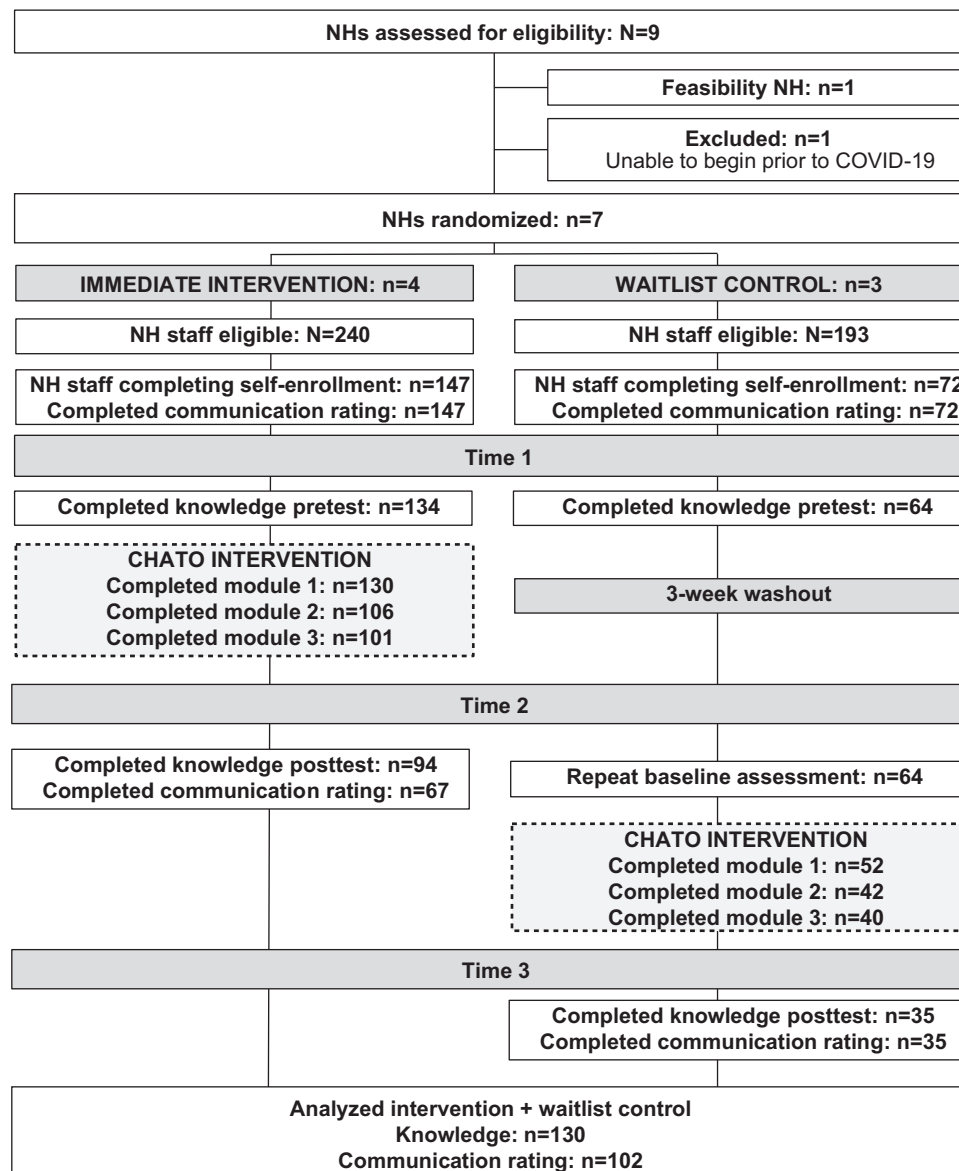 NHs assessed for eligibility: N=9
Feasibility NH: n=1
Excluded: n=1
Unable to begin prior to COVID-19
NHs randomized: n=7
IMMEDIATE INTERVENTION: n=4
WAITLIST CONTROL: n=3
NH staff eligible: N=240
NH staff eligible: N=193
NH staff completing self-enrollment: n=147
Completed communication rating: n=147
NH staff completing self-enrollment: n=72
Completed communication rating: n=72
Time 1
Completed knowledge pretest: n=134
Completed knowledge pretest: n=64
CHATO INTERVENTION
Completed module 1: n=130
Completed module 2: n=106
Completed module 3: n=101
3-week washout
Time 2
Completed knowledge posttest: n=94
Completed communication rating: n=67
Repeat baseline assessment: n=64
CHATO INTERVENTION
Completed module 1: n=52
Completed module 2: n=42
Completed module 3: n=40
Time 3
Completed knowledge posttest: n=35
Completed communication rating: n=35
Analyzed intervention + waitlist control
Knowledge: n=130
Communication rating: n=102